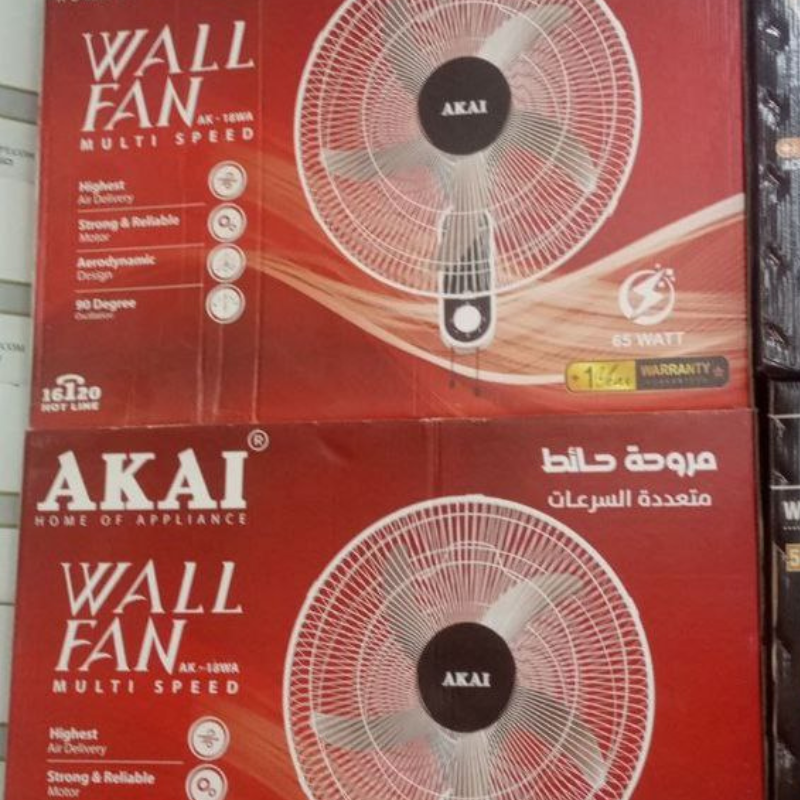 WALL
FAN AK - 18WA
MULTI SPEED
Highest
Air Delivery
Strong & Reliable
Motor
Aerodynamic
Design
90 Degree
Oscillation
AKAI
65 WATT
1 Year WARRANTY
16120
HOT LINE
AKAI®
HOME OF APPLIANCE
مروحة حائط
متعددة السرعات
WALL
FAN AK - 18WA
MULTI SPEED
Highest
Air Delivery
Strong & Reliable
Motor
AKAI